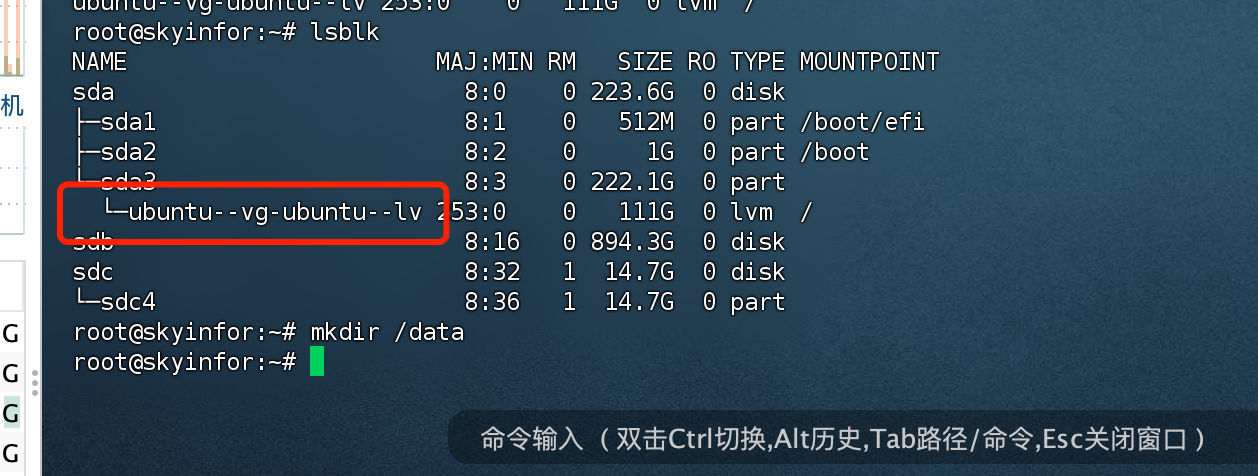 ubuntu--vg-ubuntu--lv 253:0    0   111G  0 lvm  /
root@skyinfor:~# lsblk
NAME                      MAJ:MIN RM   SIZE RO TYPE MOUNTPOINT
sda                         8:0    0 223.6G  0 disk
├─sda1                      8:1    0   512M  0 part /boot/efi
├─sda2                      8:2    0     1G  0 part /boot
└─sda3                      8:3    0 222.1G  0 part
  └─ubuntu--vg-ubuntu--lv 253:0    0   111G  0 lvm  /
sdb                         8:16   0 894.3G  0 disk
sdc                         8:32   1  14.7G  0 disk
└─sdc4                      8:36   1  14.7G  0 part
root@skyinfor:~# mkdir /data
root@skyinfor:~#
机
G
G
G
G
命令输入 （双击Ctrl切换,Alt历史,Tab路径/命令,Esc关闭窗口 ）